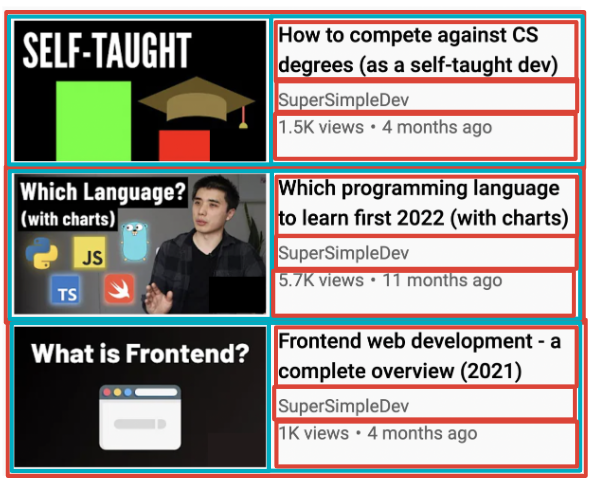 SELF-TAUGHT
How to compete against CS
degrees (as a self-taught dev)
SuperSimpleDev
1.5K views • 4 months ago
Which Language?
(with charts)
JS
TS
Which programming language
to learn first 2022 (with charts)
SuperSimpleDev
5.7K views • 11 months ago
What is Frontend?
Frontend web development - a
complete overview (2021)
SuperSimpleDev
1K views • 4 months ago